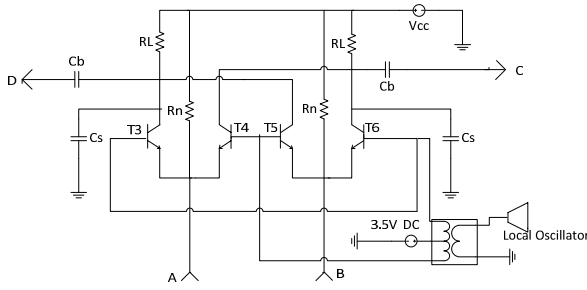 Vcc
RL
RL
Cb
D
C
Cb
Rn
Rn
Cs
T3
T4
T5
T6
Cs
3.5V DC
Local Oscillator
A
B